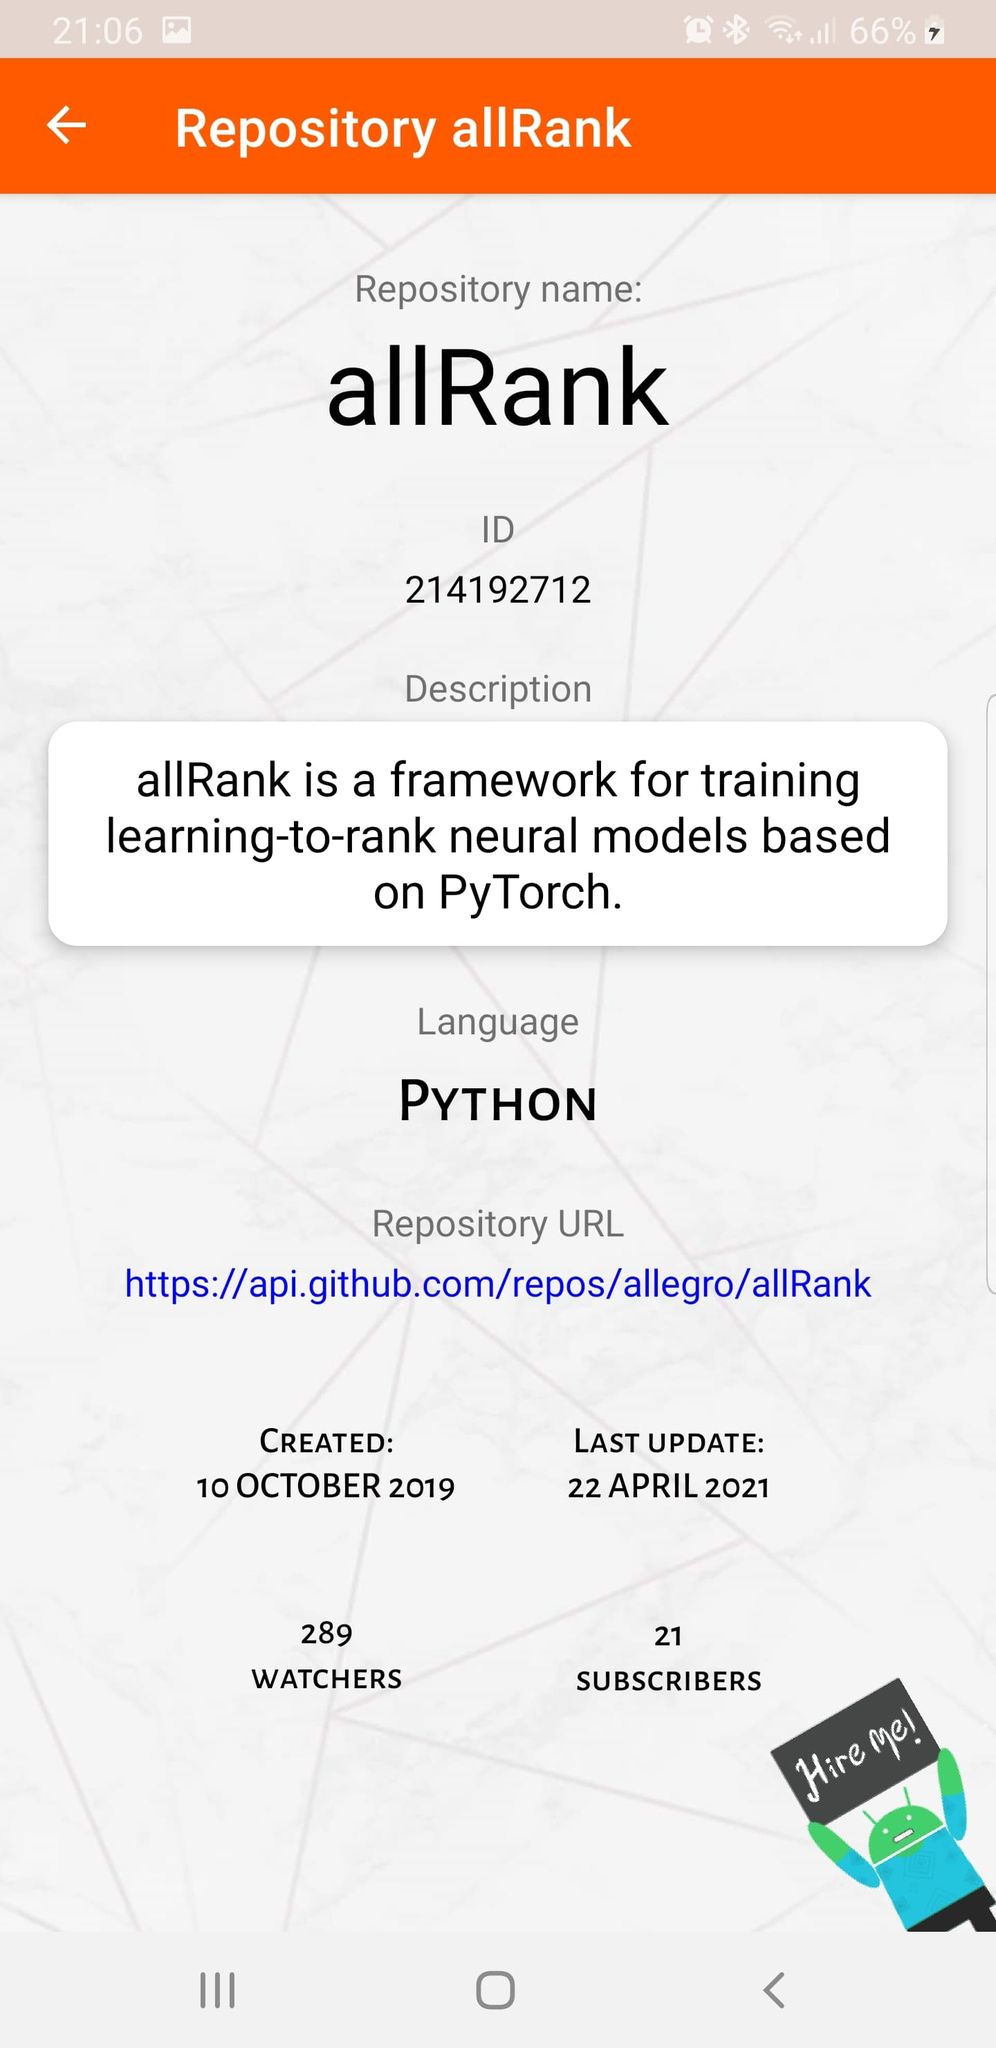 21:06 66%
Repository allRank
Repository name:
allRank
ID
214192712
Description
allRank is a framework for training
learning-to-rank neural models based
on PyTorch.
Language
Python
Repository URL
https://api.github.com/repos/allegro/allRank
Created: Last update:
10 OCTOBER 2019 22 APRIL 2021
289 21
watchers subscribers
Hire me!